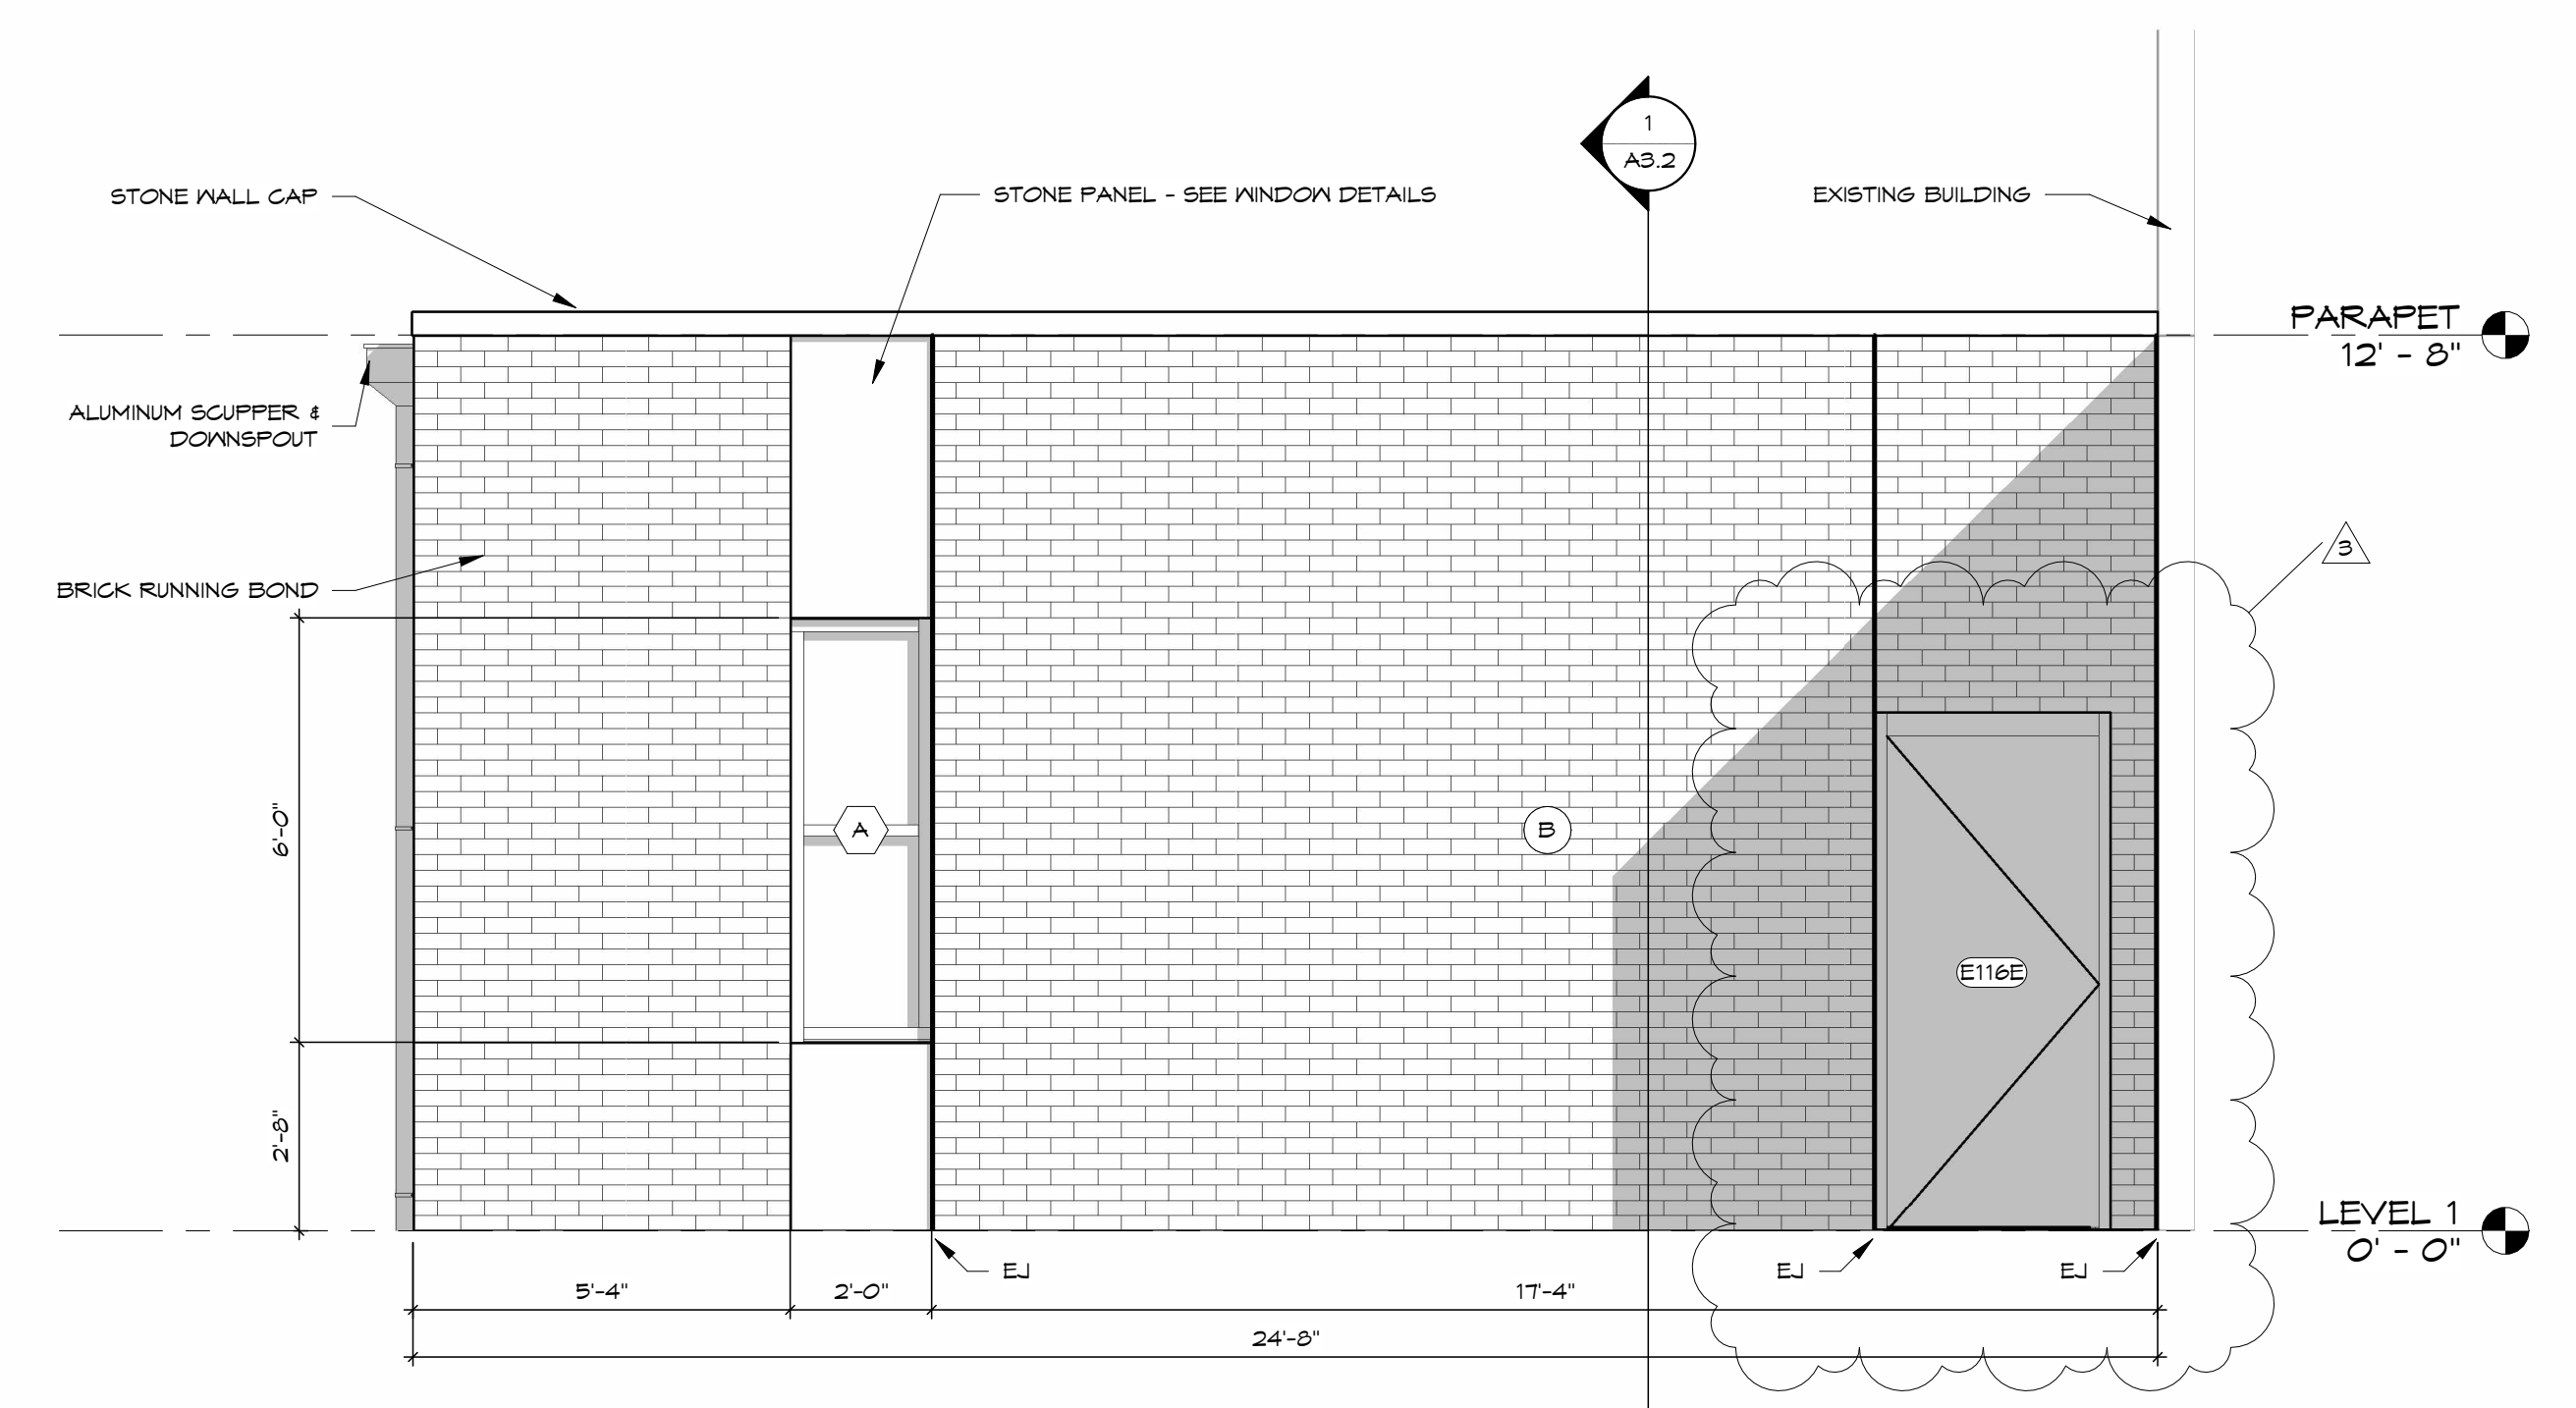 1
A3.2
STONE WALL CAP
STONE PANEL - SEE WINDOW DETAILS
EXISTING BUILDING
PARAPET
12' - 8"
ALUMINUM SCUPPER &
DOWNSPOUT
3
BRICK RUNNING BOND
6'-0"
A
B
E116E
2'-8"
LEVEL 1
0' - 0"
EJ
EJ
EJ
5'-4"
2'-0"
17'-4"
24'-8"